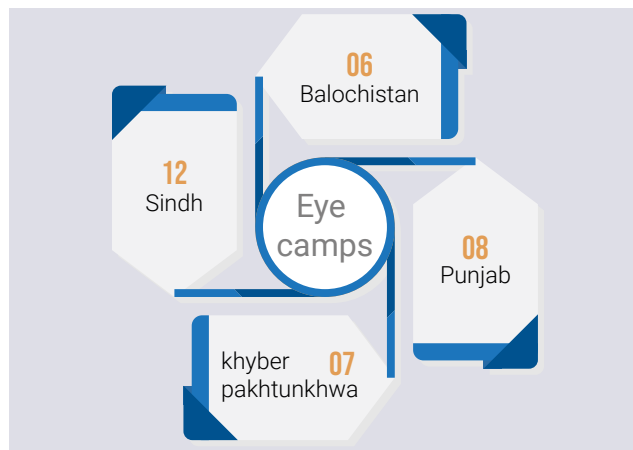 06
Balochistan
12
Sindh
Eye
camps
08
Punjab
khyber 07
pakhtunkhwa